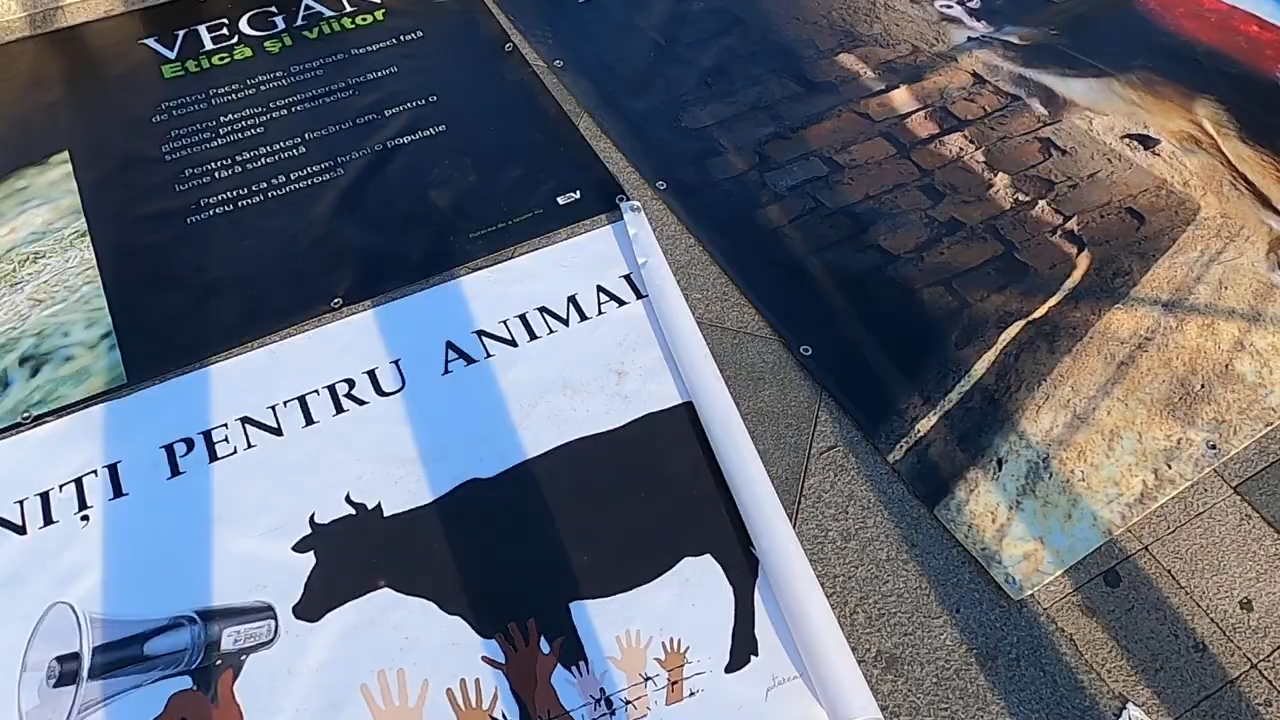 VEGAN
Etică și viitor
-Pentru Pace, Iubire, Dreptate, Respect față
de toate ființele simțitoare
-Pentru Mediu, combaterea încălzirii
globale, protejarea resurselor,
sustenabilitate
-Pentru sănătatea fiecărui om, pentru o
lume fără suferință
- Pentru ca să putem hrăni o populație
mereu mai numeroasă
NIȚI PENTRU ANIMAL